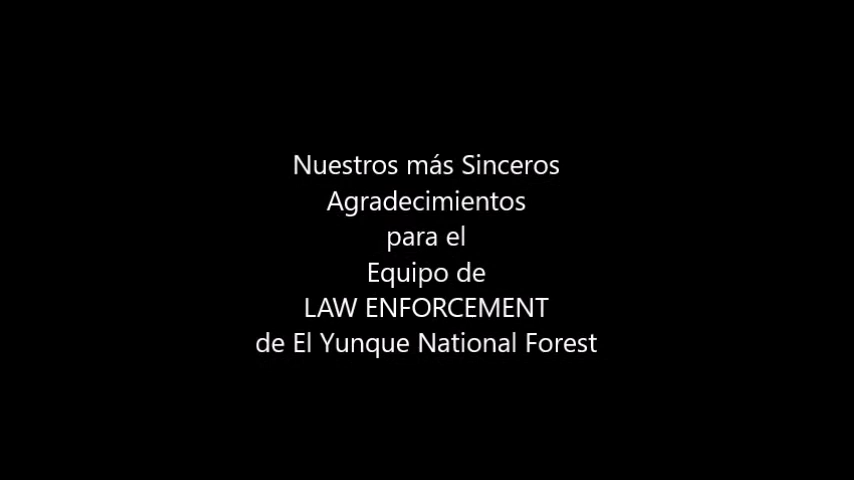 Nuestros más Sinceros
Agradecimientos
para el
Equipo de
LAW ENFORCEMENT
de El Yunque National Forest